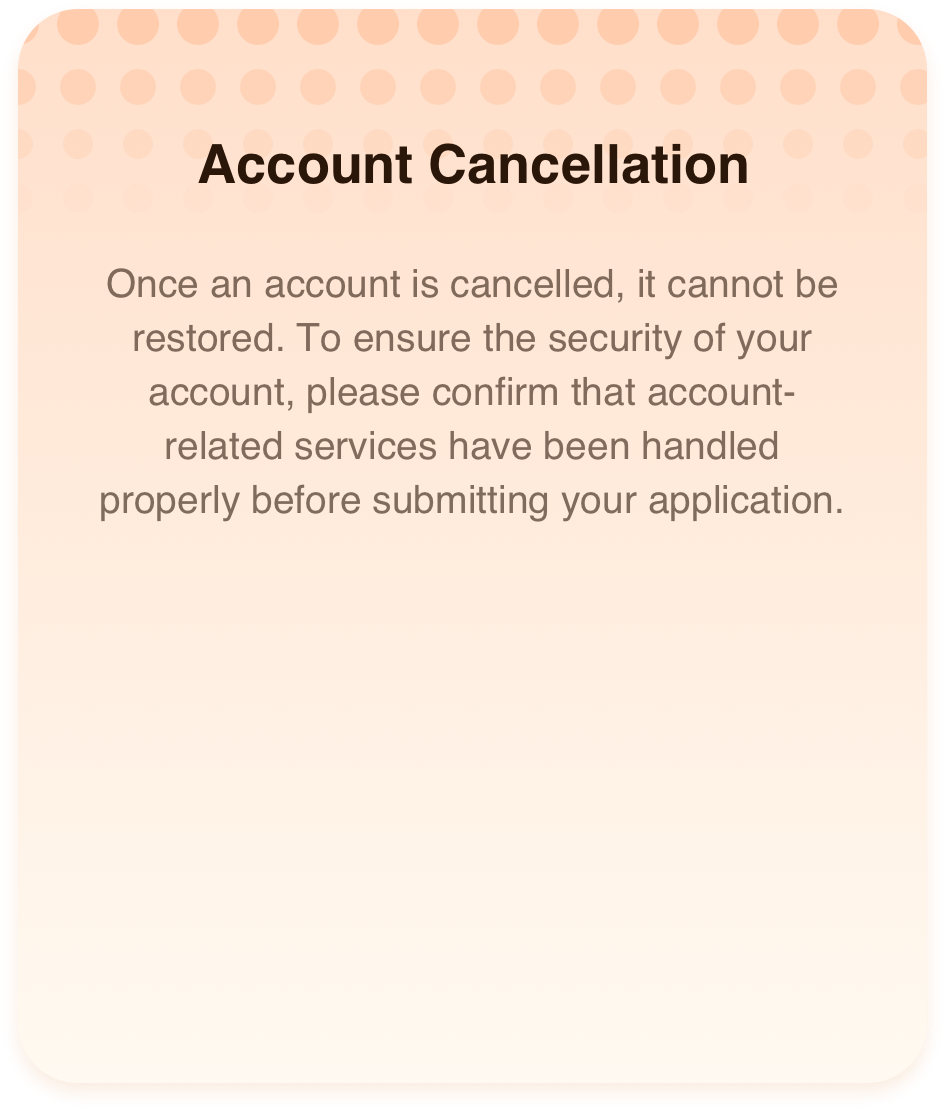 Account Cancellation
Once an account is cancelled, it cannot be
restored. To ensure the security of your
account, please confirm that account-
related services have been handled
properly before submitting your application.